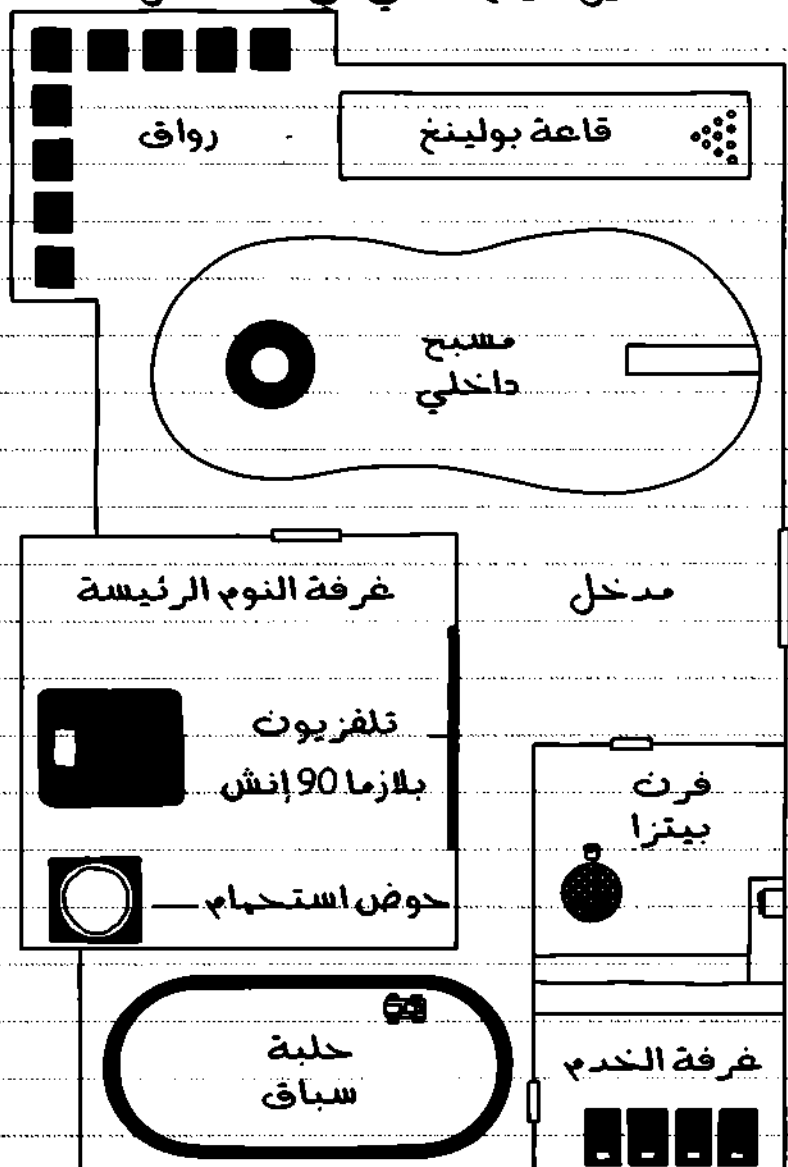 رواق
قاعة بولينغ
مسبح
داخلي
غرفة النوم الرئيسة
مدخل
تلفزيون
بلازما 90 إنش
فرن
بيتزا
حوض استحمام
حلبة
سباق
غرفة الخدم